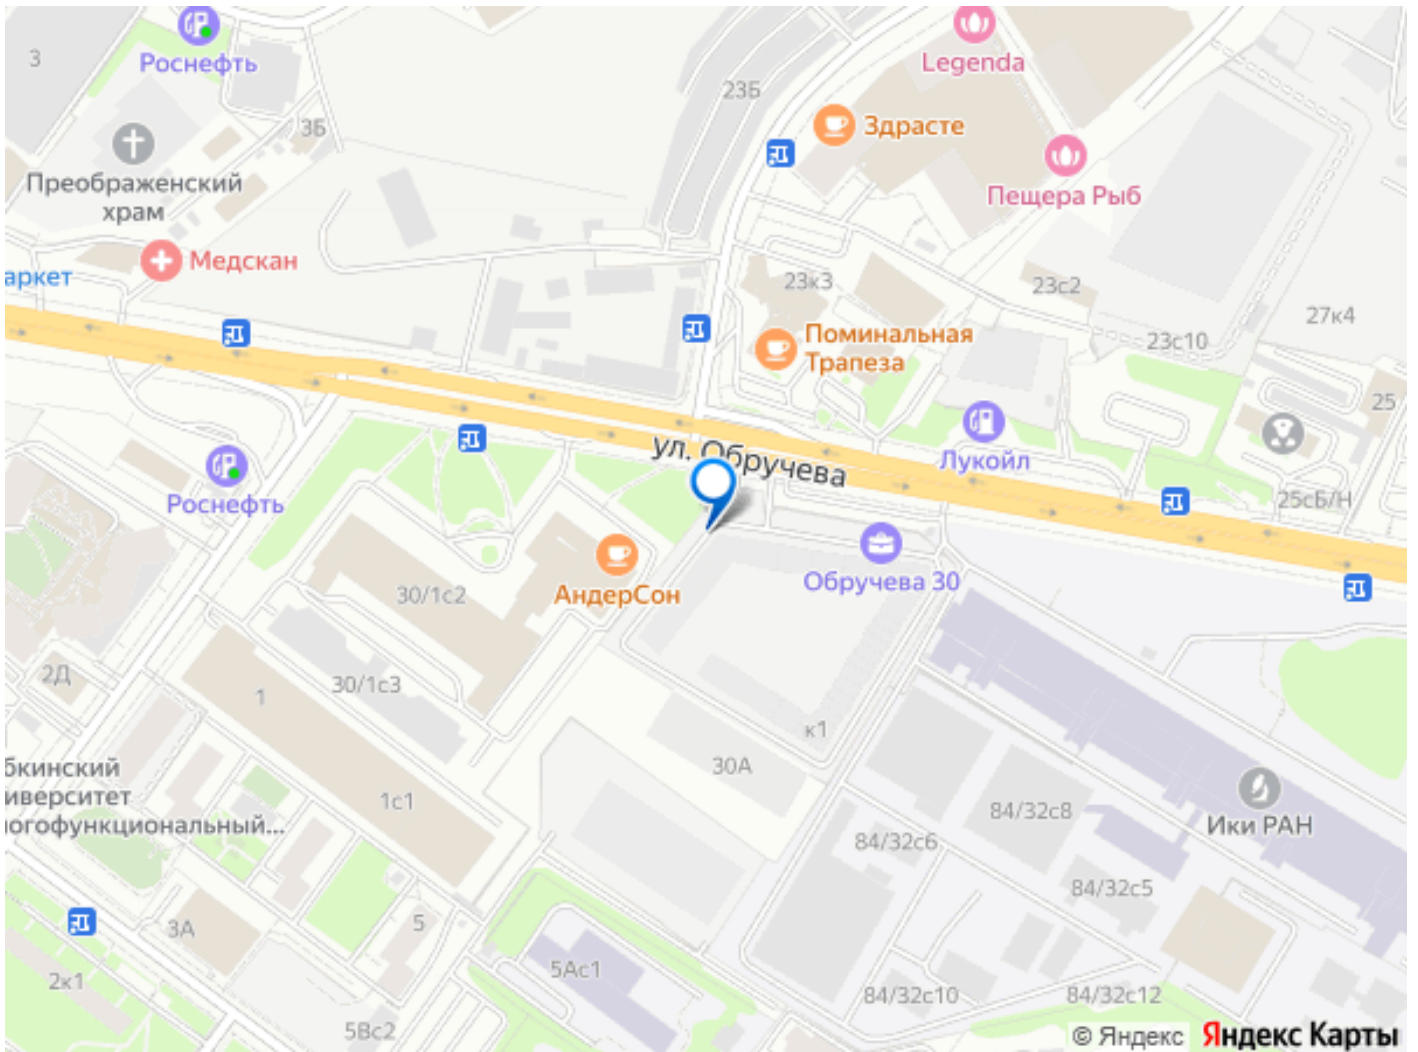 3
Роснефть
3Б
Преображенский
храм
Медскан
аркет
23Б
Legenda
Здрасте
Пещера Рыб
23к3
23с2
27к4
Поминальная
Трапеза
23с10
25
Лукойл
25сБ/Н
ул. Обручева
Роснефть
АндерСон
Обручева 30
30/1с2
2Д
1
30/1с3
к1
30А
бкинский
иверситет
огофункциональный...
1с1
84/32с8
84/32с6
Ики РАН
84/32с5
3А
5
2к1
5Ас1
84/32с10
84/32с12
5Вс2
© Яндекс Яндекс Карты